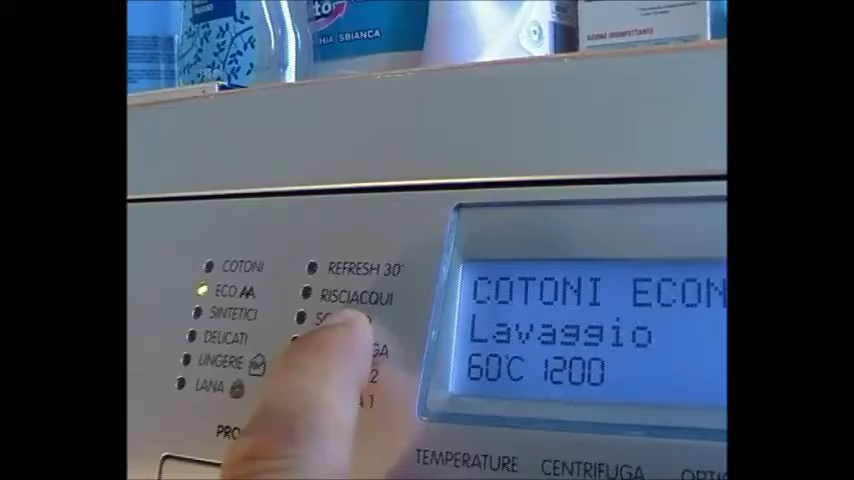 HIA SBIANCA
AZIONE DISINFETTANTE
COTONI
ECO AA
SINTETICI
DELICATI
LINGERIE
LANA
REFRESH 30°
RISCIACQUI
COTONI ECON
Lavaggio
60°C 1200
TEMPERATURE
CENTRIFUGA